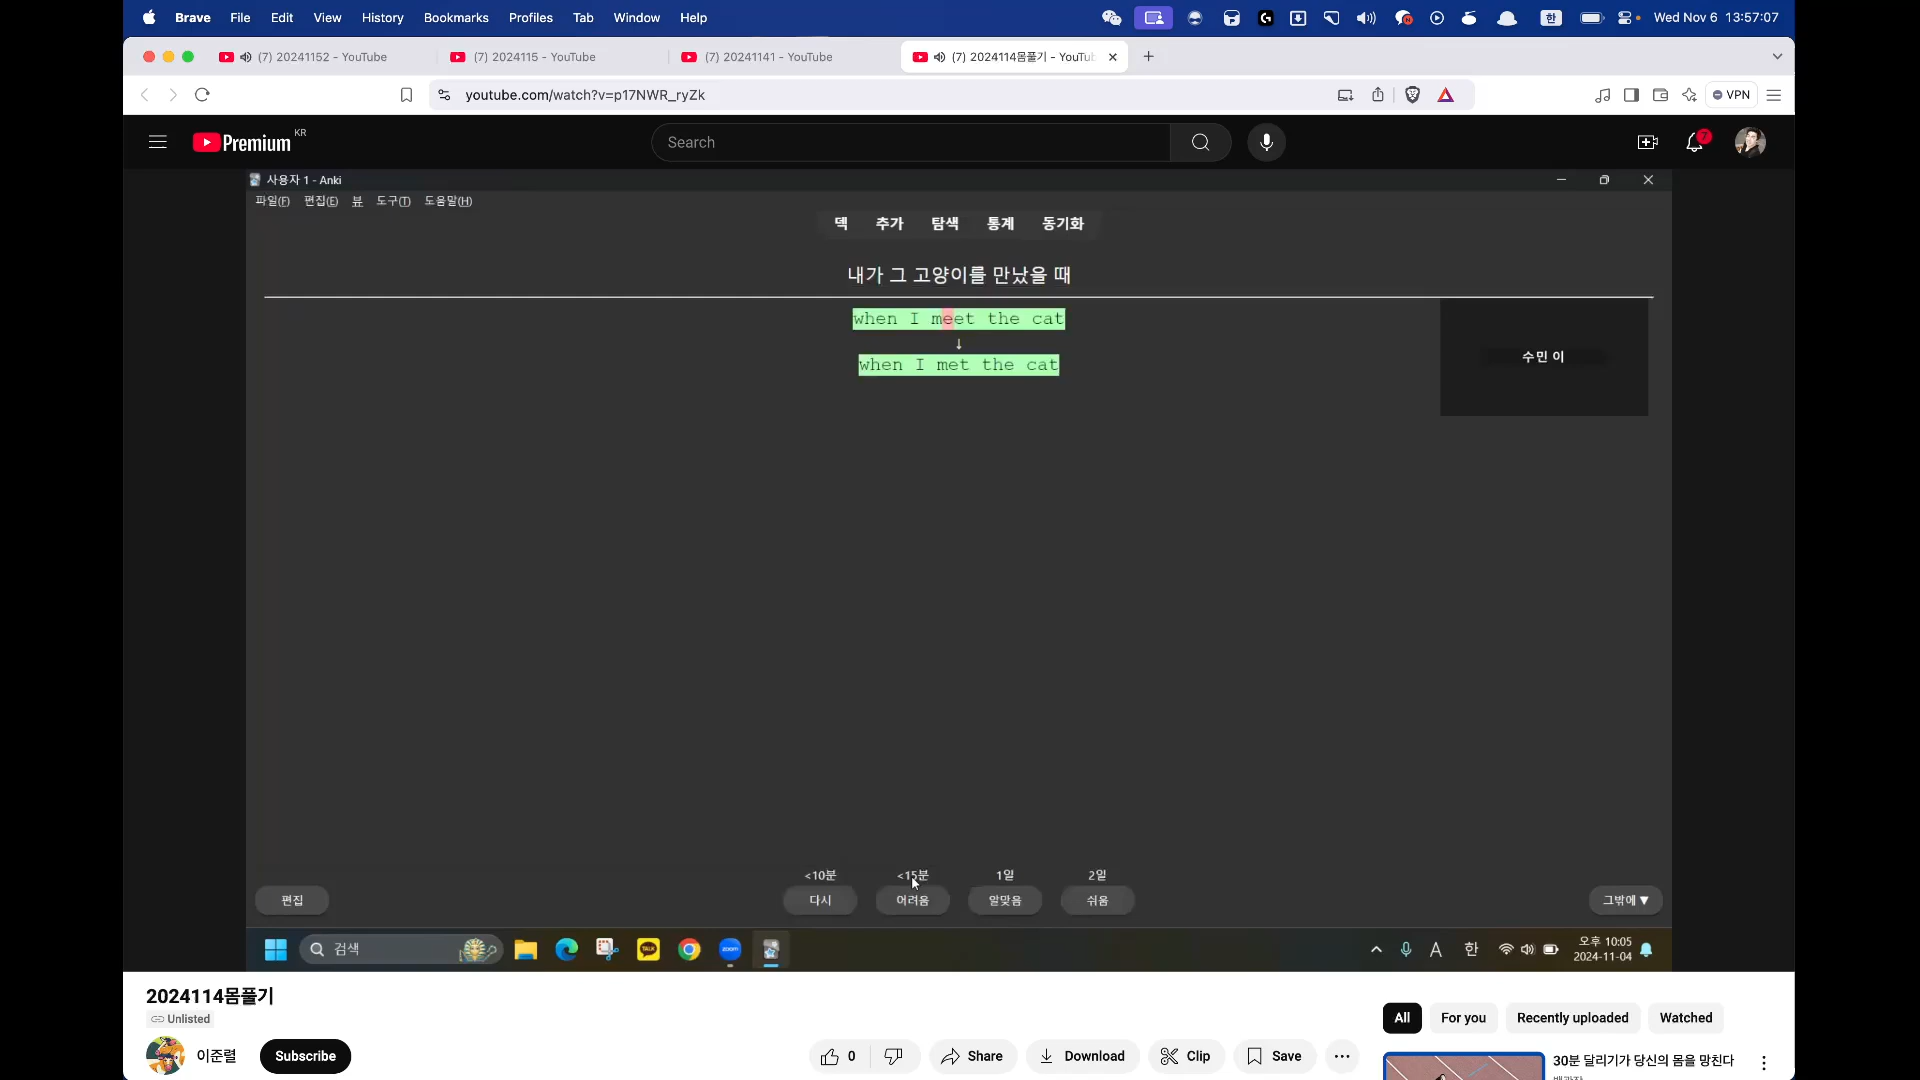 Brave File Edit View History Bookmarks Profiles Tab Window Help 한 Wed Nov 6 13:57:07
(7) 20241152 - YouTube (7) 2024115 - YouTube (7) 20241141 - YouTube (7) 2024114몸풀기 - YouTub
youtube.com/watch?v=p17NWR_ryZk VPN
Premium KR Search 7
사용자 1 - Anki
파일(F) 편집(E) 뷰 도구(T) 도움말(H)
덱 추가 탐색 통계 동기화
내가 그 고양이를 만났을 때
when I meet the cat
↓
when I met the cat
수민 이
<10분 <15분 1일 2일
편집 다시 어려움 알맞음 쉬움 그밖에 ▼
검색 TALK zoom A 한 오후 10:05
2024-11-04
2024114몸풀기
Unlisted
이준렬 Subscribe 0 Share Download Clip Save
All For you Recently uploaded Watched
30분 달리기가 당신의 몸을 망친다